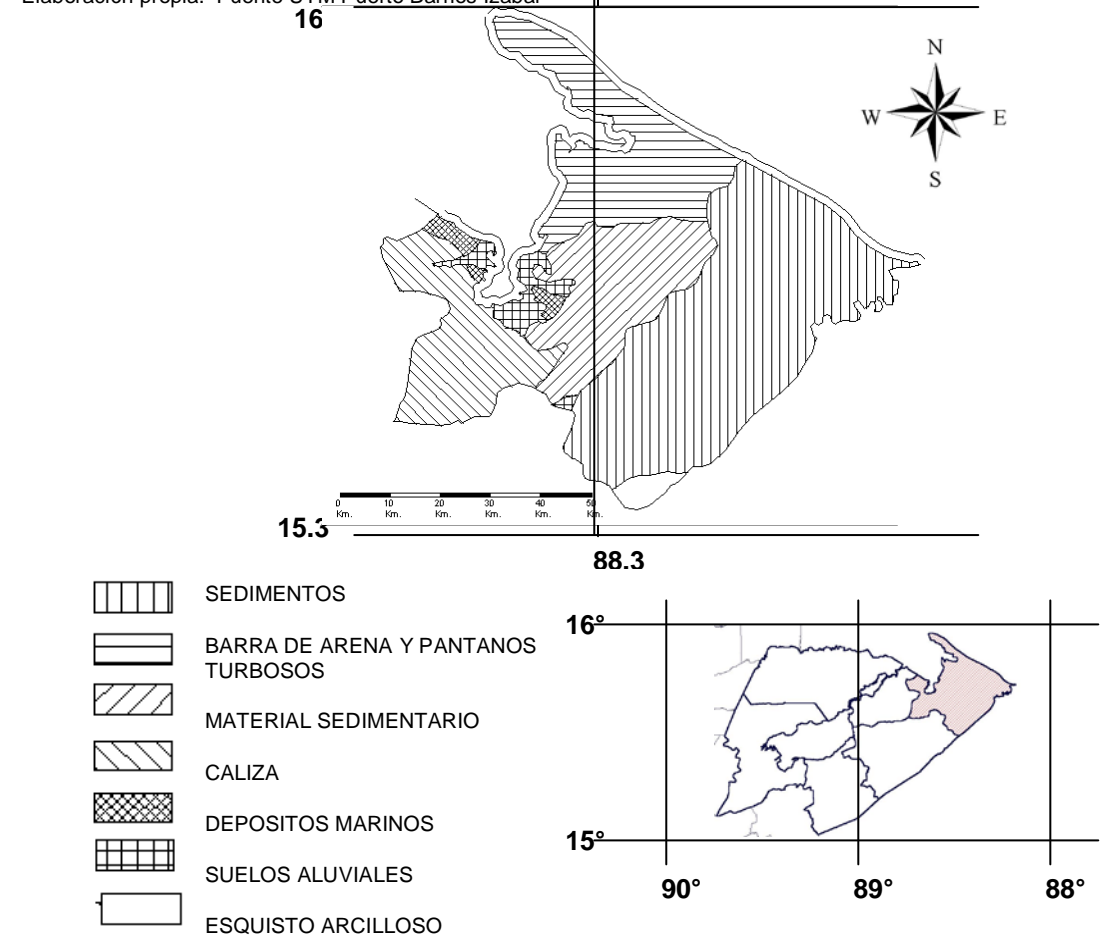 16
N
W E
S
0 10 20 30 40 50
Km. Km. Km. Km. Km. Km.
15.3
88.3
SEDIMENTOS
BARRA DE ARENA Y PANTANOS
TURBOSOS
MATERIAL SEDIMENTARIO
CALIZA
DEPOSITOS MARINOS
SUELOS ALUVIALES
ESQUISTO ARCILLOSO
16°
15°
90° 89° 88°